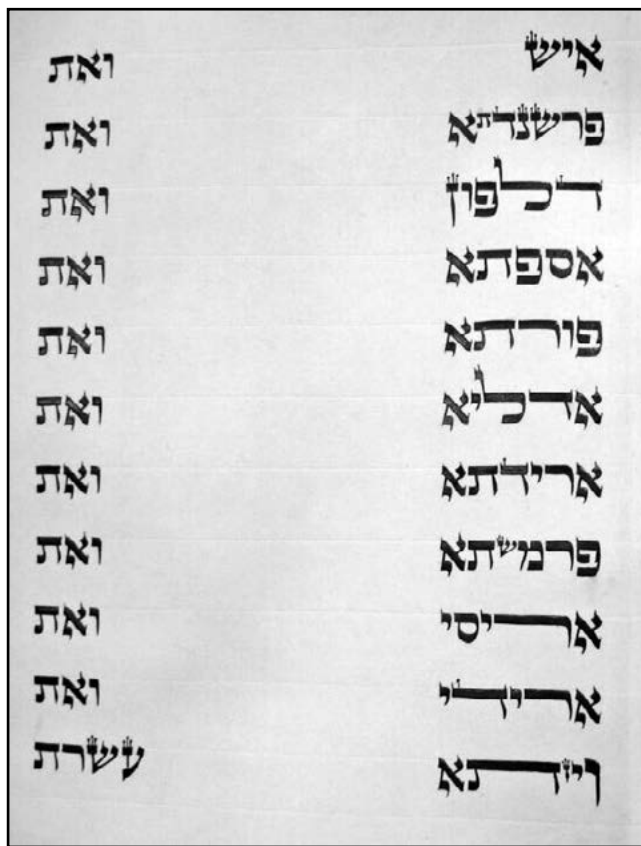 איש ואת
פרשנדתא ואת
דלפון ואת
אספתא ואת
פורתא ואת
אדליא ואת
ארידתא ואת
פרמשתא ואת
אריסי ואת
ארידי ואת
ויזתא עשרת